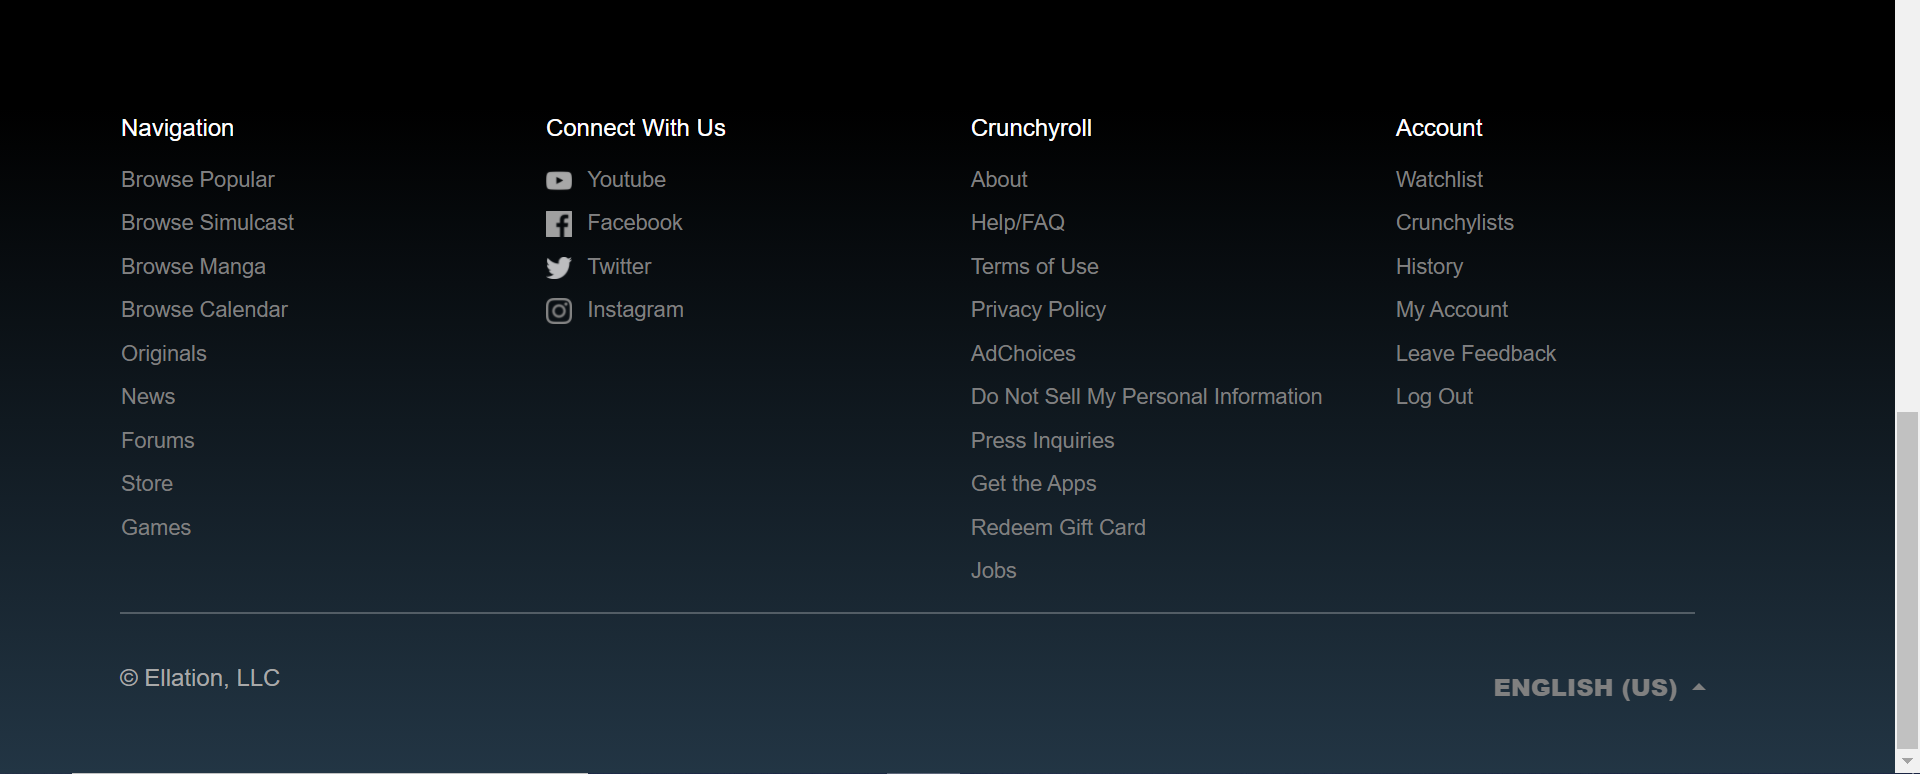 Navigation
Browse Popular
Browse Simulcast
Browse Manga
Browse Calendar
Originals
News
Forums
Store
Games
Connect With Us
Youtube
Facebook
Twitter
Instagram
Crunchyroll
About
Help/FAQ
Terms of Use
Privacy Policy
AdChoices
Do Not Sell My Personal Information
Press Inquiries
Get the Apps
Redeem Gift Card
Jobs
Account
Watchlist
Crunchylists
History
My Account
Leave Feedback
Log Out
© Ellation, LLC
ENGLISH (US)